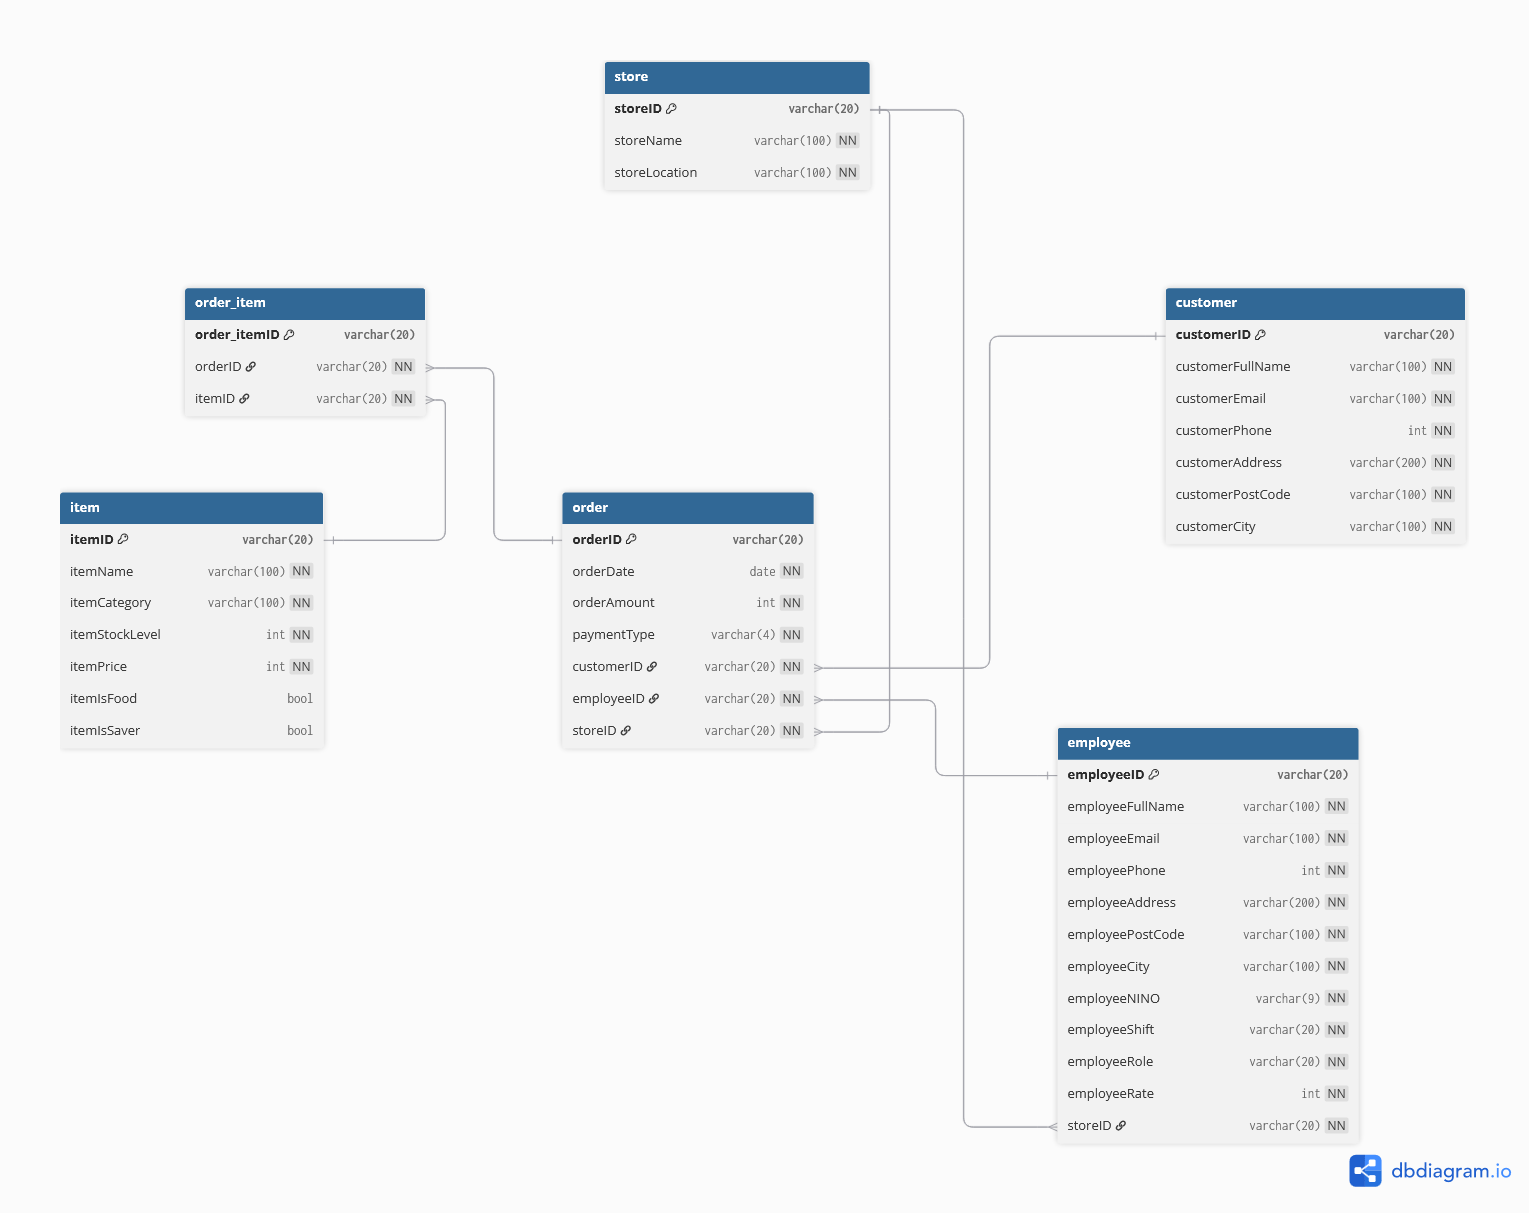 store
storeID varchar(20)
storeName varchar(100) NN
storeLocation varchar(100) NN
order_item
order_itemID varchar(20)
orderID varchar(20) NN
itemID varchar(20) NN
customer
customerID varchar(20)
customerFullName varchar(100) NN
customerEmail varchar(100) NN
customerPhone int NN
customerAddress varchar(200) NN
customerPostCode varchar(100) NN
customerCity varchar(100) NN
item
itemID varchar(20)
itemName varchar(100) NN
itemCategory varchar(100) NN
itemStockLevel int NN
itemPrice int NN
itemIsFood bool
itemIsSaver bool
order
orderID varchar(20)
orderDate date NN
orderAmount int NN
paymentType varchar(4) NN
customerID varchar(20) NN
employeeID varchar(20) NN
storeID varchar(20) NN
employee
employeeID varchar(20)
employeeFullName varchar(100) NN
employeeEmail varchar(100) NN
employeePhone int NN
employeeAddress varchar(200) NN
employeePostCode varchar(100) NN
employeeCity varchar(100) NN
employeeNINO varchar(9) NN
employeeShift varchar(20) NN
employeeRole varchar(20) NN
employeeRate int NN
storeID varchar(20) NN
dbdiagram.io